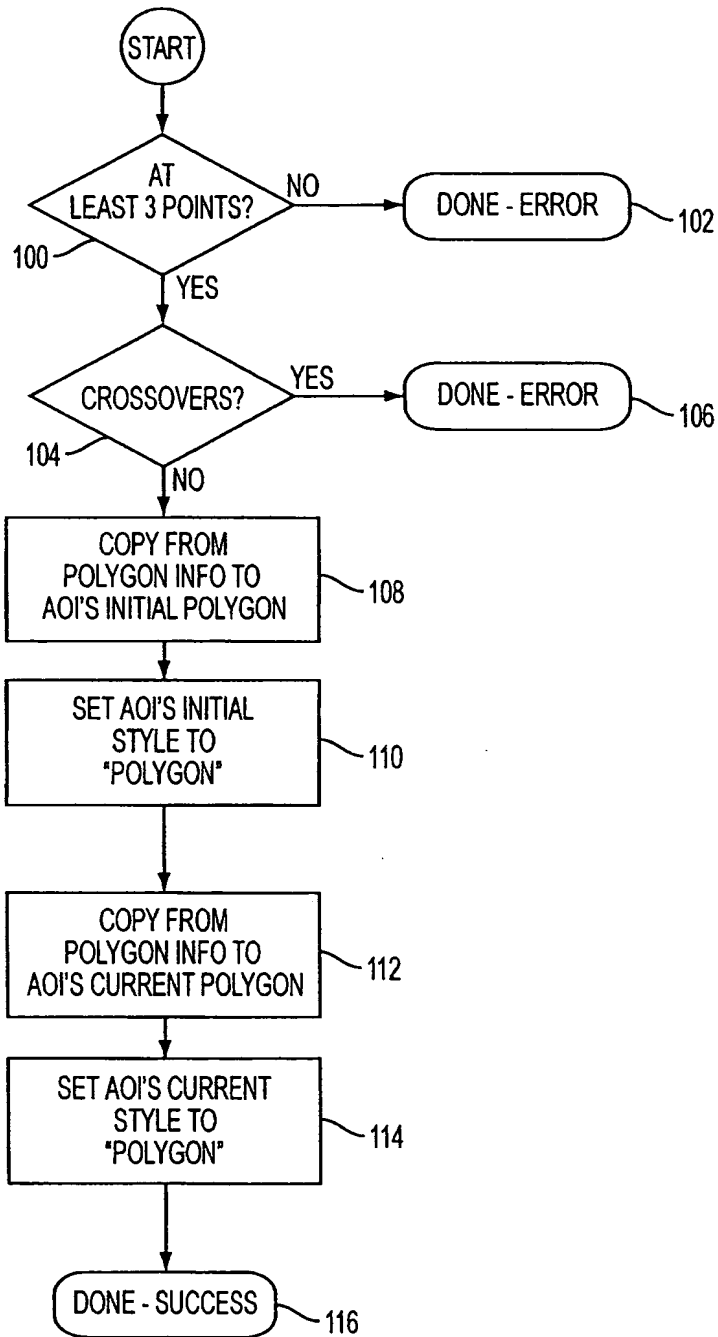 START
AT
LEAST 3 POINTS?
NO
DONE - ERROR
102
100
YES
CROSSOVERS?
YES
DONE - ERROR
106
104
NO
COPY FROM
POLYGON INFO TO
AOI'S INITIAL POLYGON
108
SET AOI'S INITIAL
STYLE TO
"POLYGON"
110
COPY FROM
POLYGON INFO TO
AOI'S CURRENT POLYGON
112
SET AOI'S CURRENT
STYLE TO
"POLYGON"
114
DONE - SUCCESS
116